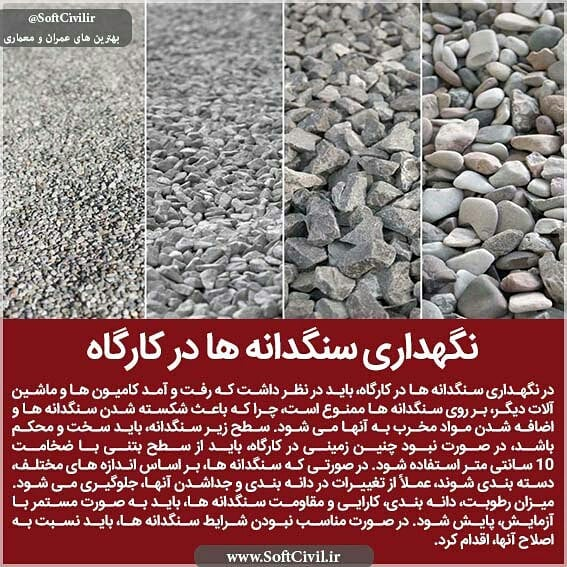 @SoftCivilir
بهترین های عمران و معماری
نگهداری سنگدانه ها در کارگاه
در نگهداری سنگدانه ها در کارگاه، باید در نظر داشت که رفت و آمد کامیون ها و ماشین
آلات دیگر، بر روی سنگدانه ها ممنوع است، چرا که باعث شکسته شدن سنگدانه ها و
اضافه شدن مواد مخرب به آنها می شود. سطح زیر سنگدانه، باید سخت و محکم
باشد، در صورت نبود چنین زمینی در کارگاه، باید از سطح بتنی با ضخامت
10 سانتی متر استفاده شود. در صورتی که سنگدانه ها، بر اساس اندازه های مختلف،
دسته بندی شوند، عملاً از تغییرات در دانه بندی و جداشدن آنها، جلوگیری می شود.
میزان رطوبت، دانه بندی، کارایی و مقاومت سنگدانه ها، باید به صورت مستمر با
آزمایش، پایش شود. در صورت مناسب نبودن شرایط سنگدانه ها، باید نسبت به
اصلاح آنها، اقدام کرد.
www.SoftCivil.ir